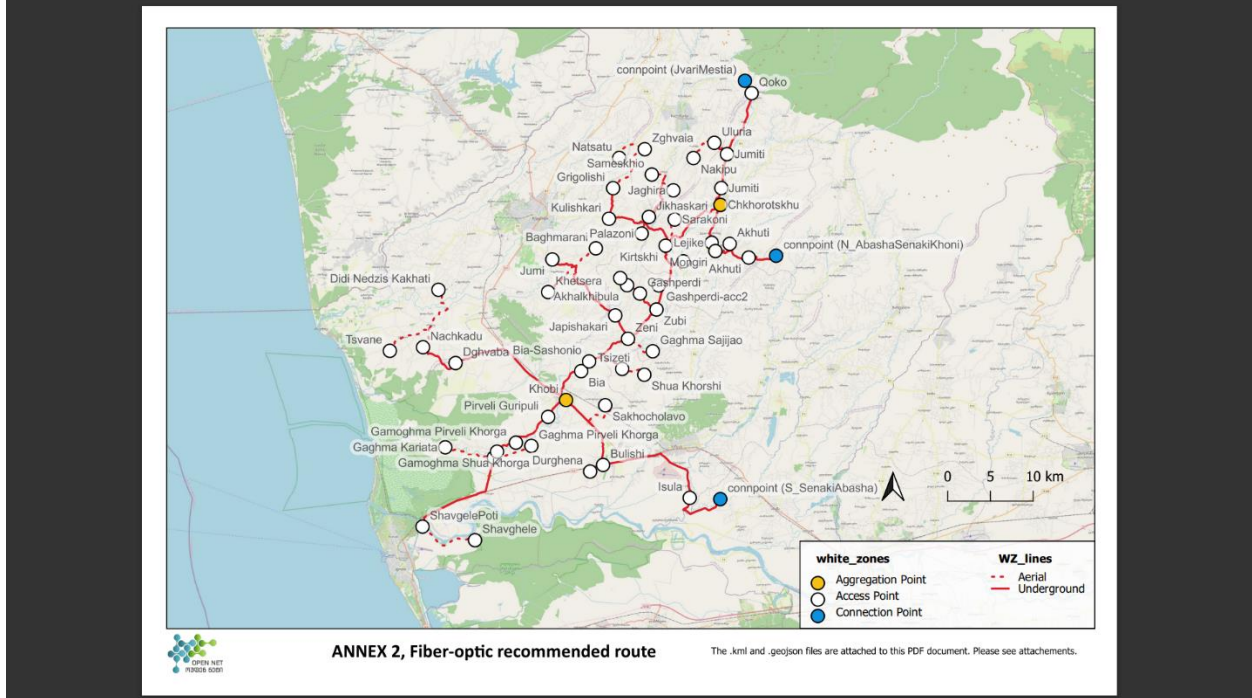 connpoint (JvariMestia)
Qoko
Uluria
Zghvaia
Natsatu
Jumiti
Sameskhio
Nakipu
Grigolishi
Jaghira
Jumiti
Kulishkari
Jikhaskari
Chkhorotskhu
Sarakoni
Baghmarani
Palazoni
Lejike
Akhuti
connpoint (N_AbashaSenakiKhoni)
Kirtskhi
Mongiri
Akhuti
Jumi
Didi Nedzis Kakhati
Khetsera
Gashperdi
Akhalkhibula
Gashperdi-acc2
Japishakari
Zubi
Zeni
Tsvane
Nachkadu
Gaghma Sajijao
Dghvaba
Bia-Sashonio
Tsizeti
Khobi
Bia
Shua Khorshi
Pirveli Guripuli
Sakhocholavo
Gamoghma Pirveli Khorga
Gaghma Pirveli Khorga
Gaghma Kariata
Gamoghma Shua Khorga
Durghena
Bulishi
Isula
connpoint (S_SenakiAbasha)
0 5 10 km
ShavgelePoti
Shavghele
white_zones
Aggregation Point
Access Point
Connection Point
WZ_lines
Aerial
Underground
OPEN NET
ANNEX 2, Fiber-optic recommended route
The .kml and .geojson files are attached to this PDF document. Please see attachements.